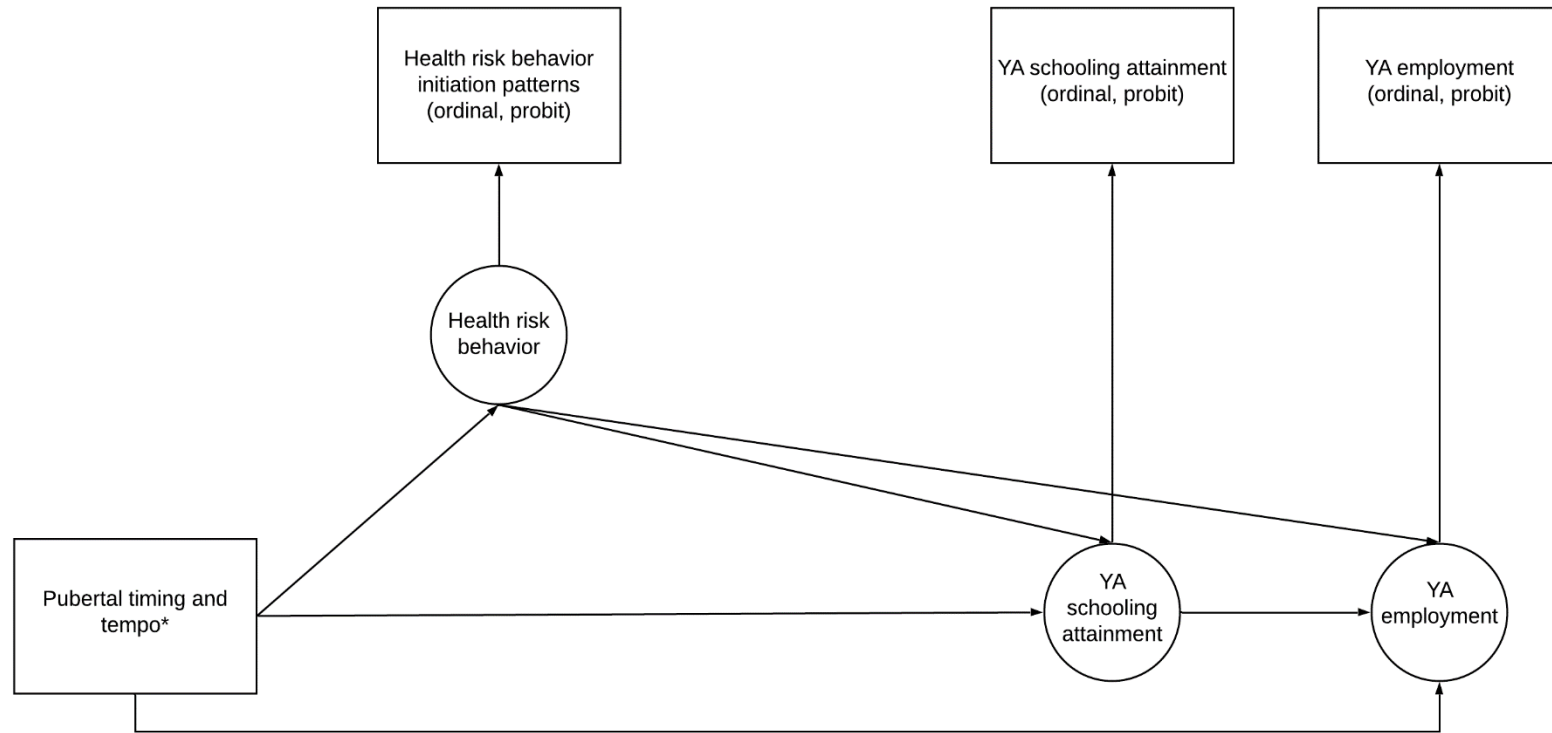 Health risk behavior
initiation patterns
(ordinal, probit)
YA schooling attainment
(ordinal, probit)
YA employment
(ordinal, probit)
Health risk
behavior
Pubertal timing and
tempo*
YA
schooling
attainment
YA
employment